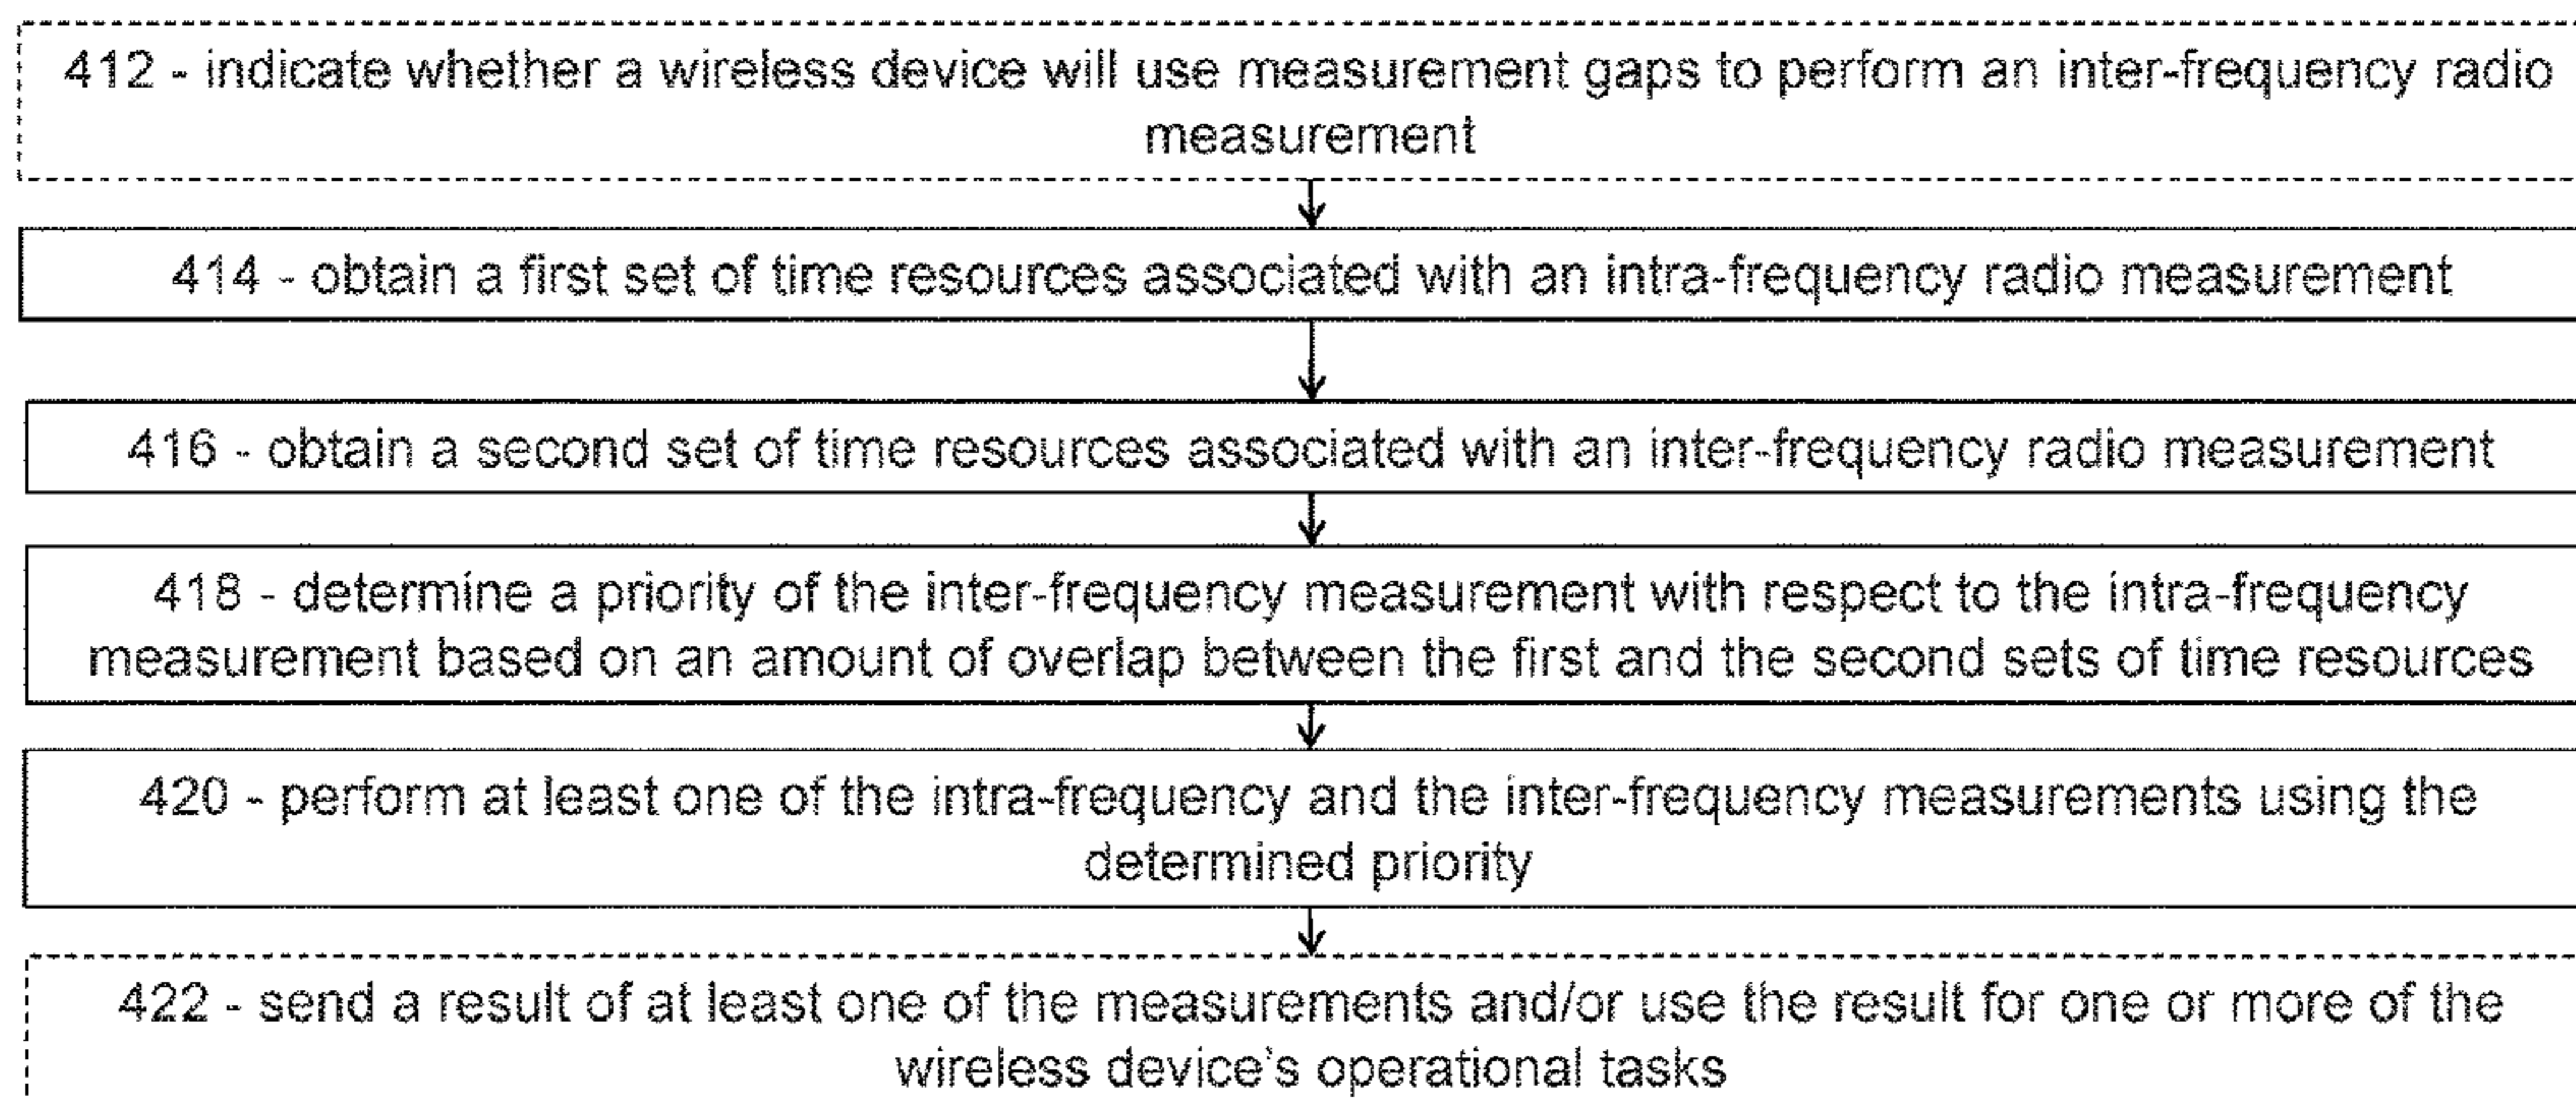 412 - indicate whether a wireless device will use measurement gaps to perform an inter-frequency radio
measurement
414 - obtain a first set of time resources associated with an intra-frequency radio measurement
416 - obtain a second set of time resources associated with an inter-frequency radio measurement
418 - determine a priority of the inter-frequency measurement with respect to the intra-frequency
measurement based on an amount of overlap between the first and the second sets of time resources
420 - perform at least one of the intra-frequency and the inter-frequency measurements using the
determined priority
422 - send a result of at least one of the measurements and/or use the result for one or more of the
wireless device's operational tasks